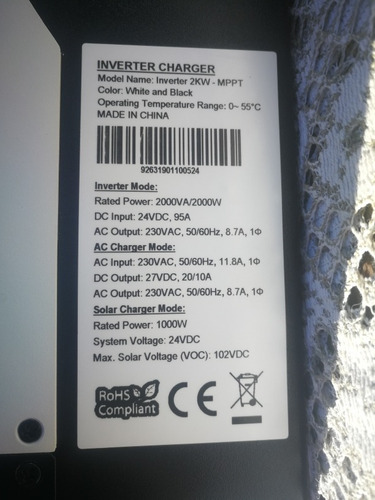 INVERTER CHARGER
Model Name: Inverter 2KW - MPPT
Color: White and Black
Operating Temperature Range: 0~ 55°C
MADE IN CHINA
92631901100524
Inverter Mode:
Rated Power: 2000VA/2000W
DC Input: 24VDC, 95A
AC Output: 230VAC, 50/60Hz, 8.7A, 1Φ
AC Charger Mode:
AC Input: 230VAC, 50/60Hz, 11.8A, 1Φ
DC Output: 27VDC, 20/10A
AC Output: 230VAC, 50/60Hz, 8.7A, 1Φ
Solar Charger Mode:
Rated Power: 1000W
System Voltage: 24VDC
Max. Solar Voltage (VOC): 102VDC
RoHS
Compliant
CE